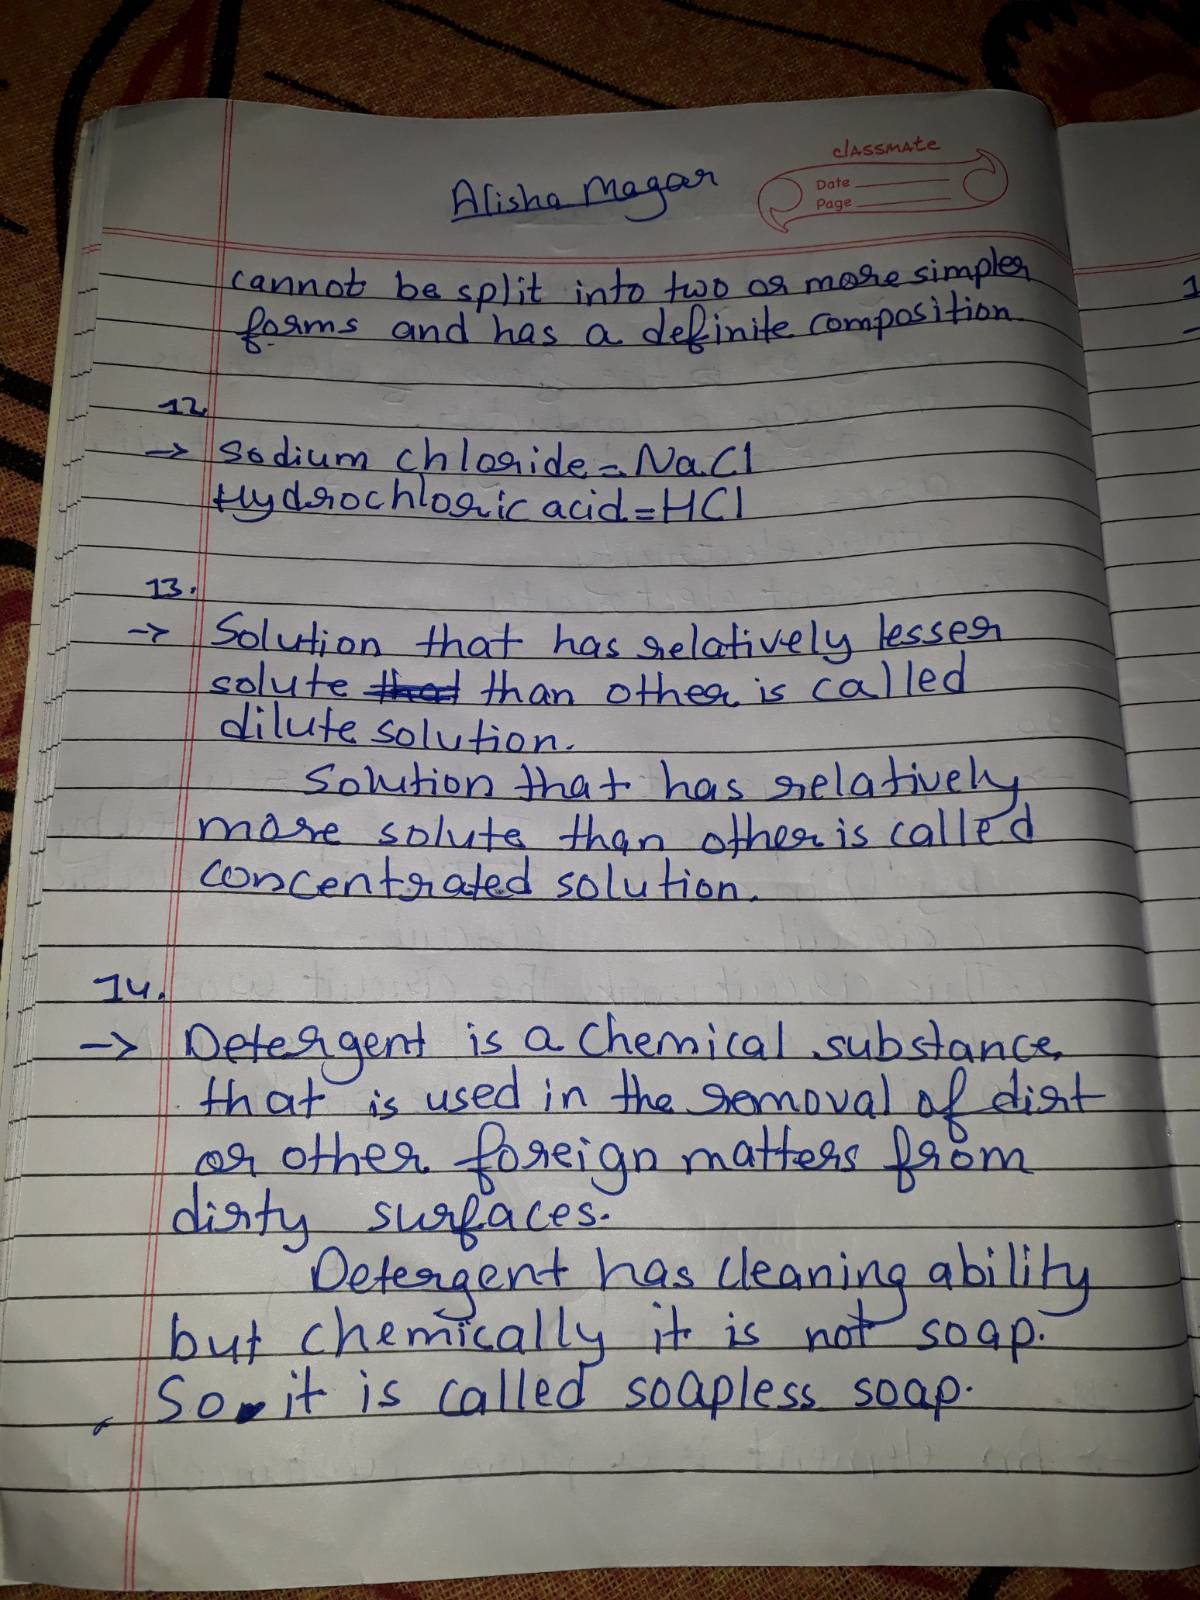 Alisha Magar
classmate
Date
Page
cannot be split into two or more simpler
forms and has a definite composition.
12.
→ Sodium chloride = NaCl
Hydrochloric acid = HCl
13.
→ Solution that has relatively lesser
solute that than other is called
dilute solution.
Solution that has relatively
more solute than other is called
concentrated solution.
14.
→ Detergent is a chemical substance
that is used in the removal of dirt
or other foreign matters from
dirty surfaces.
Detergent has cleaning ability
but chemically it is not soap.
So it is called soapless soap.